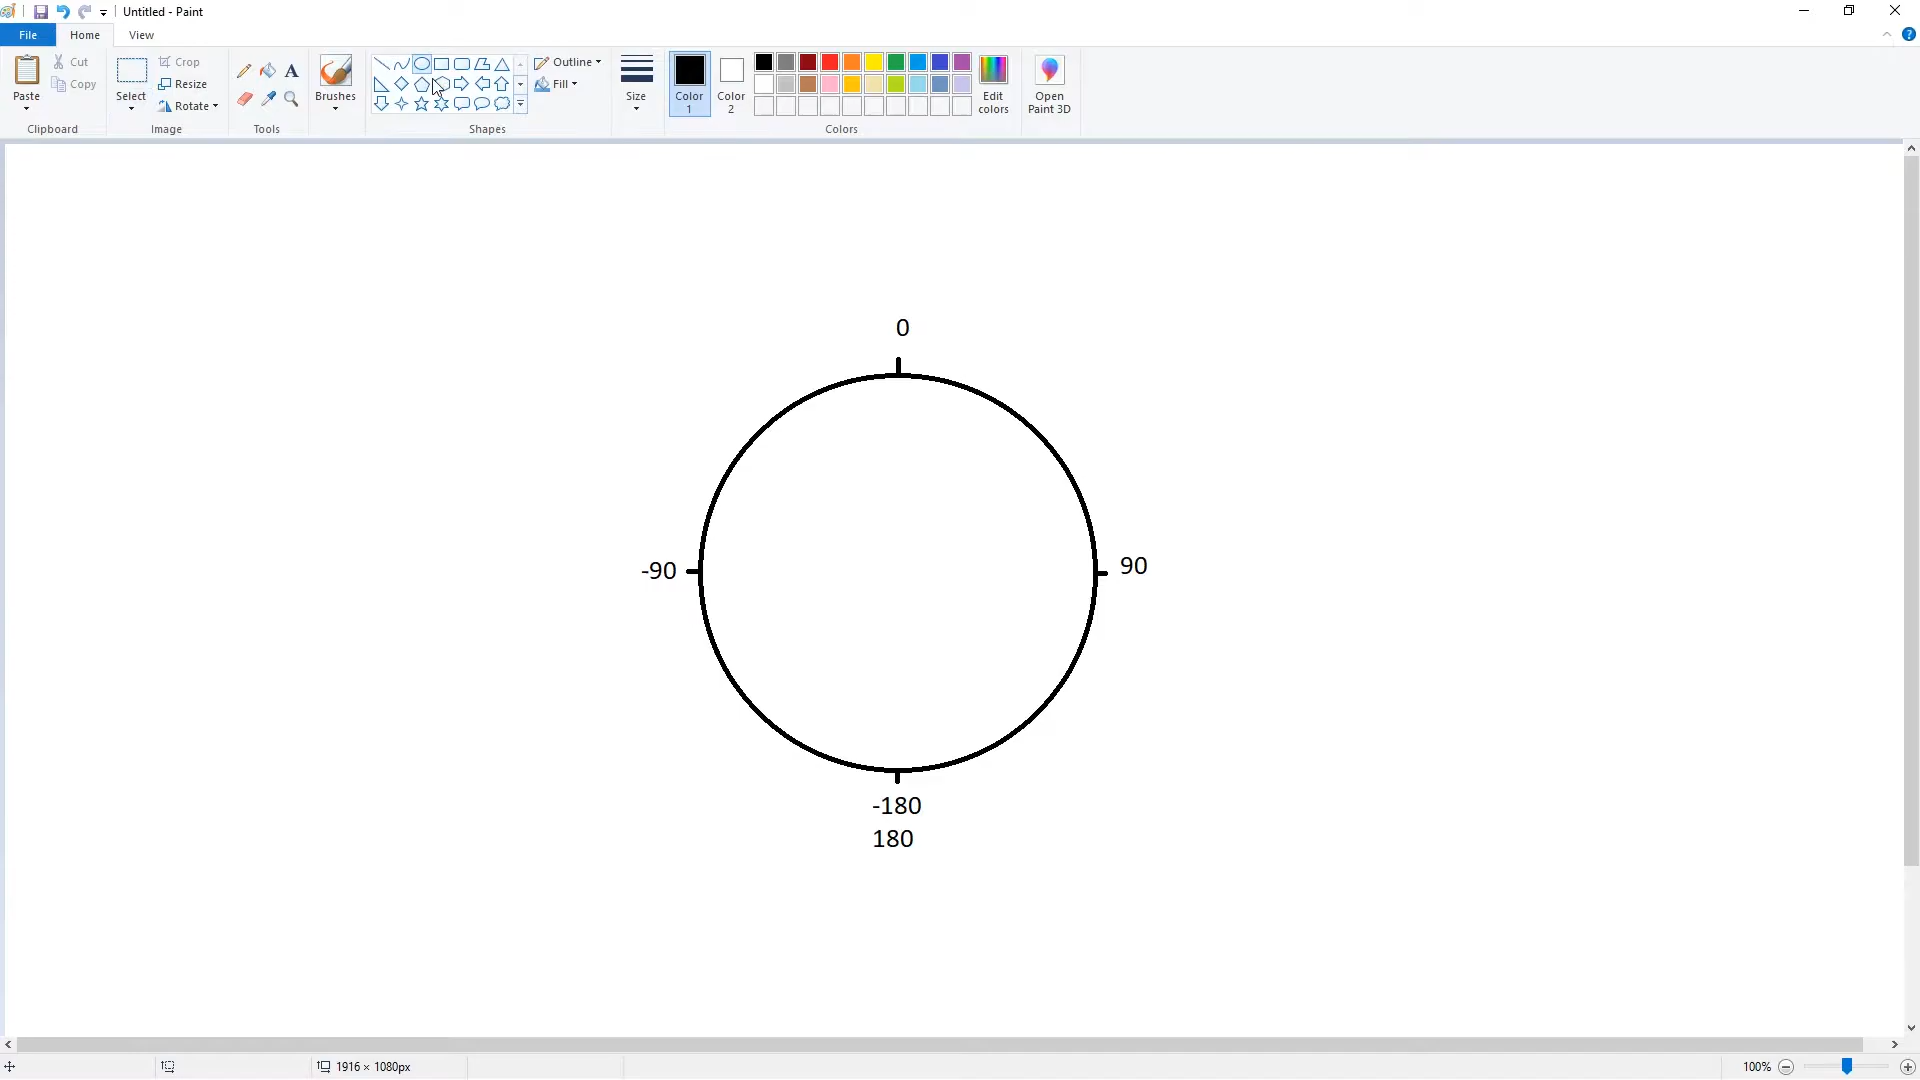 Untitled - Paint
File Home View
Paste
Cut
Copy
Clipboard
Select
Crop
Resize
Rotate
Image
A
Tools
Brushes
Shapes
Outline
Fill
Size
Color 1
Color 2
Edit colors
Colors
Open Paint 3D
0
-90
90
-180
180
1916 × 1080px
100%